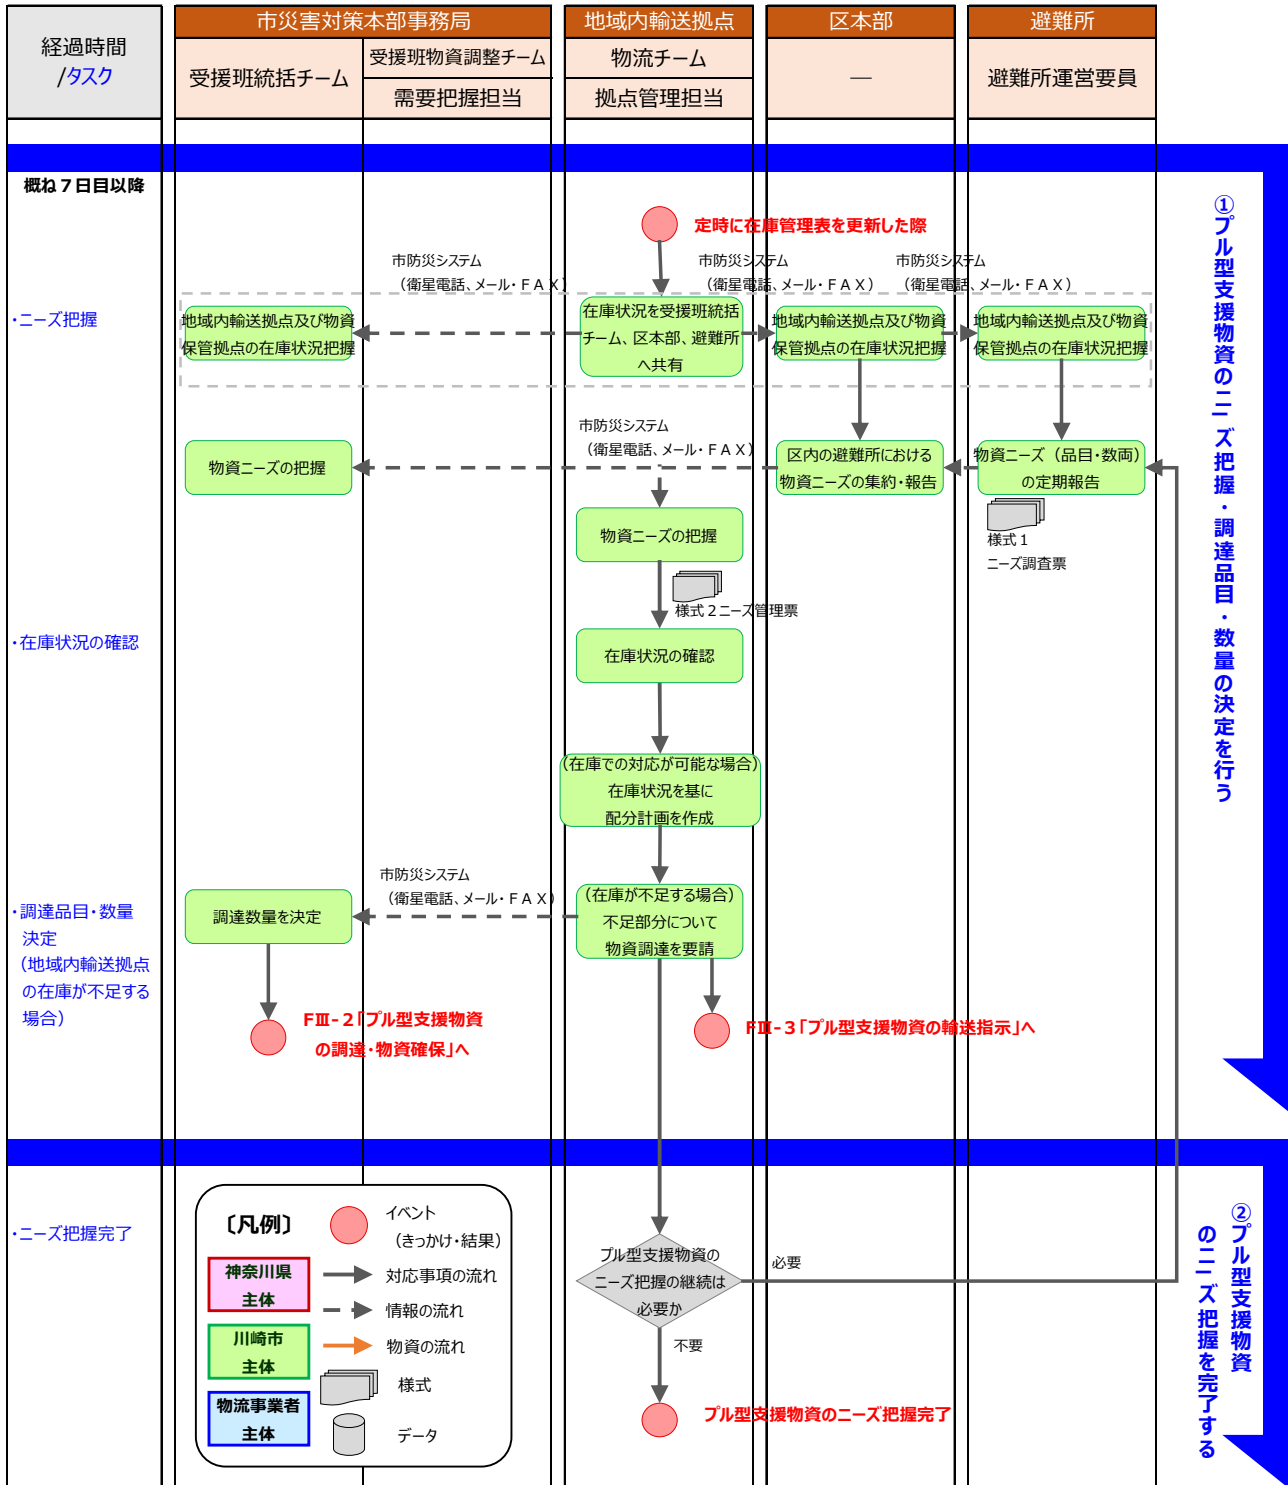 経過時間
/タスク
市災害対策本部事務局
受援班統括チーム
受援班物資調整チーム
需要把握担当
地域内輸送拠点
物流チーム
拠点管理担当
区本部
―
避難所
避難所運営要員
概ね７日目以降
定時に在庫管理表を更新した際
市防災システム
（衛星電話、メール・ＦＡＸ）
市防災システム
（衛星電話、メール・ＦＡＸ）
市防災システム
（衛星電話、メール・ＦＡＸ）
・ニーズ把握
地域内輸送拠点及び物資
保管拠点の在庫状況把握
在庫状況を受援班統括
チーム、区本部、避難所
へ共有
地域内輸送拠点及び物資
保管拠点の在庫状況把握
地域内輸送拠点及び物資
保管拠点の在庫状況把握
市防災システム
（衛星電話、メール・ＦＡＸ）
物資ニーズの把握
区内の避難所における
物資ニーズの集約・報告
物資ニーズ（品目・数両）
の定期報告
様式１
ニーズ調査票
物資ニーズの把握
様式２ニーズ管理票
・在庫状況の確認
在庫状況の確認
（在庫での対応が可能な場合）
在庫状況を基に
配分計画を作成
市防災システム
（衛星電話、メール・ＦＡＸ）
・調達品目・数量
決定
（地域内輸送拠点
の在庫が不足する
場合）
調達数量を決定
（在庫が不足する場合）
不足部分について
物資調達を要請
FⅢ-２「プル型支援物資
の調達・物資確保」へ
FⅢ-３「プル型支援物資の輸送指示」へ
①プル型支援物資のニーズ把握・調達品目・数量の決定を行う
・ニーズ把握完了
〔凡例〕
イベント
（きっかけ・結果）
神奈川県
主体
対応事項の流れ
情報の流れ
川崎市
主体
物資の流れ
様式
物流事業者
主体
データ
プル型支援物資の
ニーズ把握の継続は
必要か
必要
不要
プル型支援物資のニーズ把握完了
②プル型支援物資
のニーズ把握を完了する